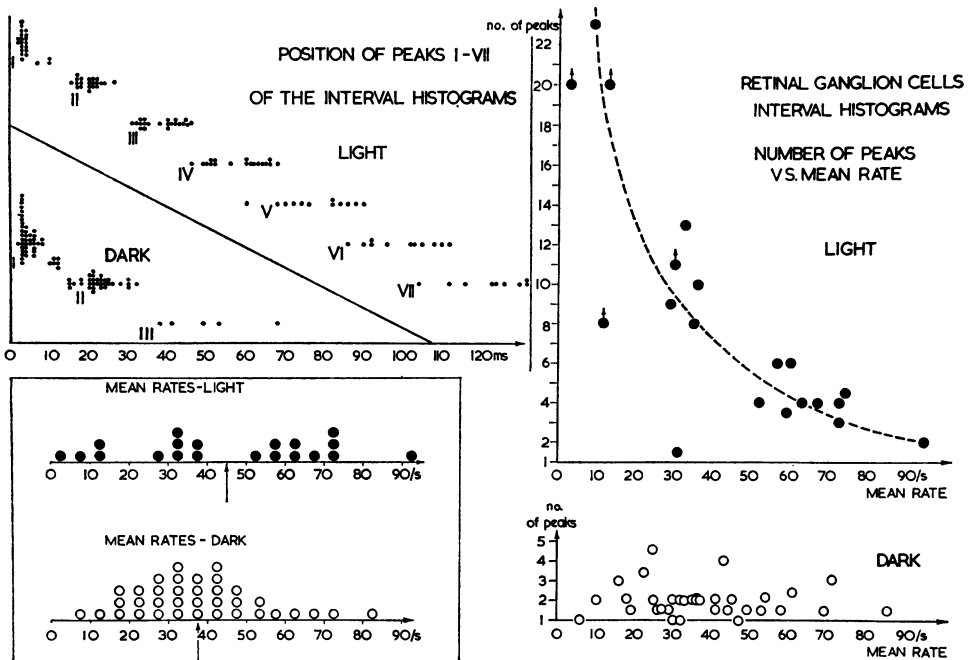 POSITION OF PEAKS I-VII
OF THE INTERVAL HISTOGRAMS
LIGHT
I
II
III
IV
V
VI
VII
DARK
I
II
III
0 10 20 30 40 50 60 70 80 90 100 110 120ms
MEAN RATES-LIGHT
0 10 20 30 40 50 60 70 80 90/s
MEAN RATES - DARK
0 10 20 30 40 50 60 70 80 90/s
no. of peaks
22
20
18
16
14
12
10
8
6
4
2
1
RETINAL GANGLION CELLS
INTERVAL HISTOGRAMS
NUMBER OF PEAKS
VS. MEAN RATE
LIGHT
0 10 20 30 40 50 60 70 80 90/s
MEAN RATE
no.
of peaks
5
4
3
2
1
DARK
0 10 20 30 40 50 60 70 80 90/s
MEAN RATE